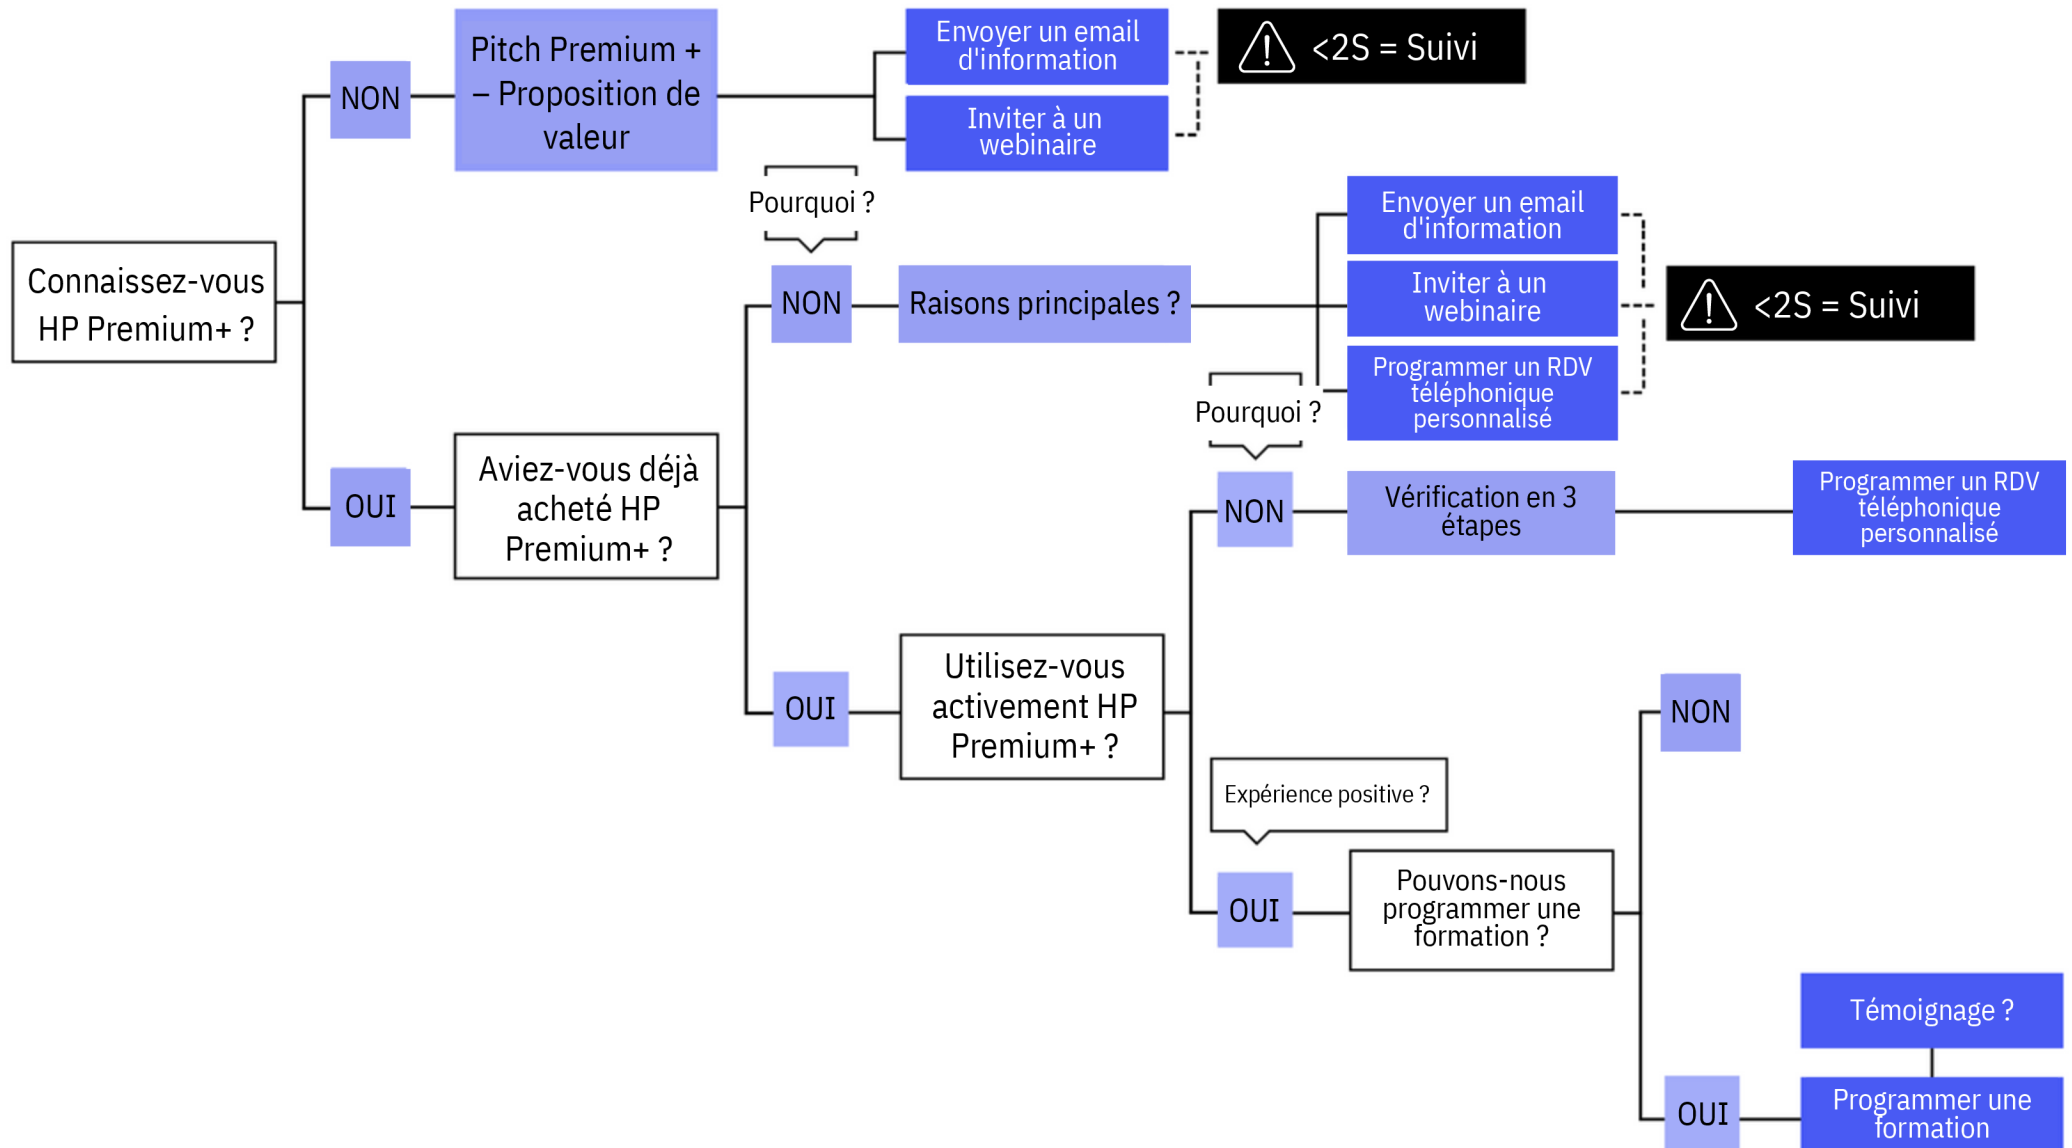 Connaissez-vous
HP Premium+ ?
NON
Pitch Premium +
– Proposition de
valeur
Envoyer un email
d'information
Inviter à un
webinaire
<2S = Suivi
OUI
Aviez-vous déjà
acheté HP
Premium+ ?
Pourquoi ?
NON
Raisons principales ?
Envoyer un email
d'information
Inviter à un
webinaire
Programmer un RDV
téléphonique
personnalisé
<2S = Suivi
OUI
Utilisez-vous
activement HP
Premium+ ?
Pourquoi ?
NON
Vérification en 3
étapes
Programmer un RDV
téléphonique
personnalisé
Expérience positive ?
OUI
Pouvons-nous
programmer une
formation ?
NON
OUI
Témoignage ?
Programmer une
formation